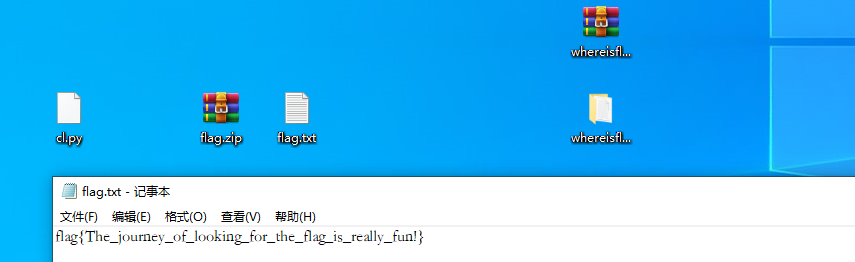 whereisfl...
cl.py
flag.zip
flag.txt
whereisfl...
flag.txt - 记事本
文件(F) 编辑(E) 格式(O) 查看(V) 帮助(H)
flag{The_journey_of_looking_for_the_flag_is_really_fun!}